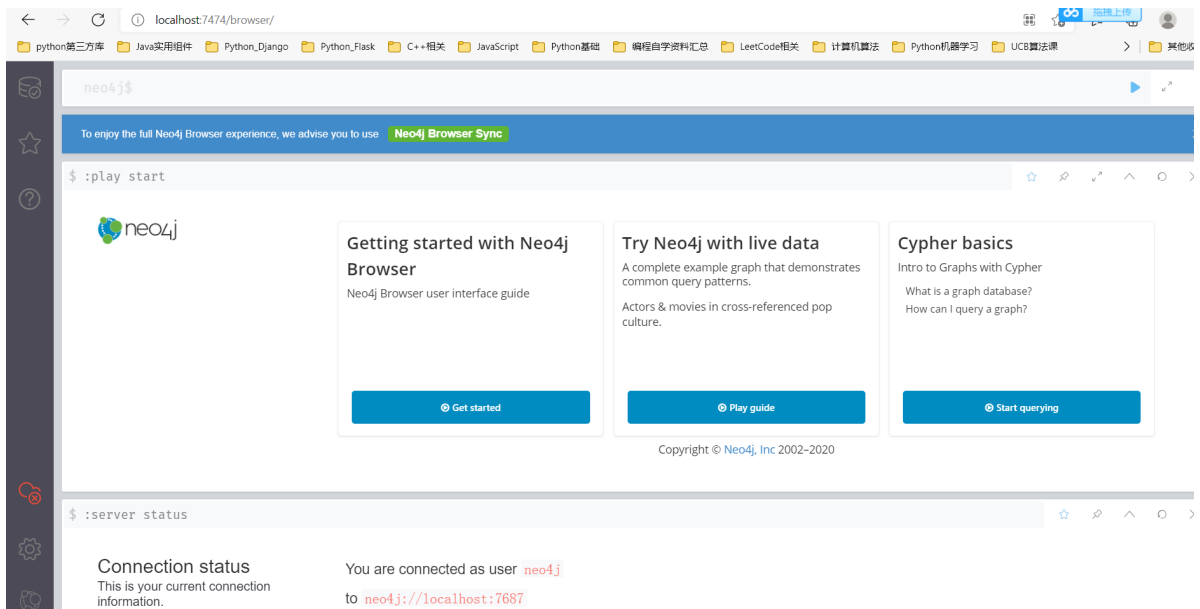 拖拽上传
localhost:7474/browser/
python第三方库 Java实用组件 Python_Django Python_Flask C++相关 JavaScript Python基础 编程自学资料汇总 LeetCode相关 计算机算法 Python机器学习 UCB算法课 其他收
neo4j$
To enjoy the full Neo4j Browser experience, we advise you to use Neo4j Browser Sync
$ :play start
neo4j
Getting started with Neo4j
Browser
Neo4j Browser user interface guide
Get started
Try Neo4j with live data
A complete example graph that demonstrates
common query patterns.
Actors & movies in cross-referenced pop
culture.
Play guide
Cypher basics
Intro to Graphs with Cypher
What is a graph database?
How can I query a graph?
Start querying
Copyright © Neo4j, Inc 2002–2020
$ :server status
Connection status
This is your current connection
information.
You are connected as user neo4j
to neo4j://localhost:7687